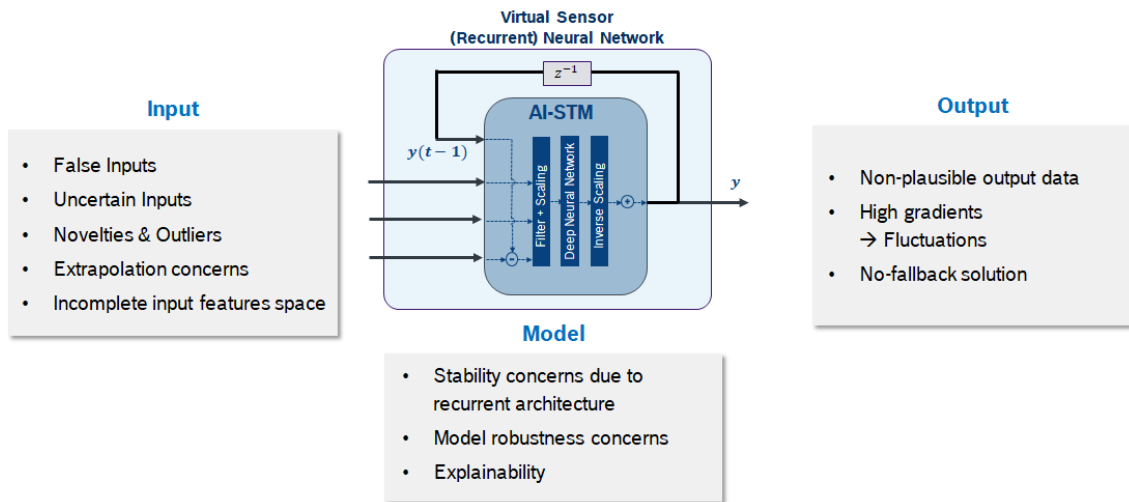 Virtual Sensor
(Recurrent) Neural Network
z⁻¹
AI-STM
y(t − 1)
Filter + Scaling
Deep Neural Network
Inverse Scaling
+
-
y
Input
• False Inputs
• Uncertain Inputs
• Novelties & Outliers
• Extrapolation concerns
• Incomplete input features space
Model
• Stability concerns due to
recurrent architecture
• Model robustness concerns
• Explainability
Output
• Non-plausible output data
• High gradients
→ Fluctuations
• No-fallback solution